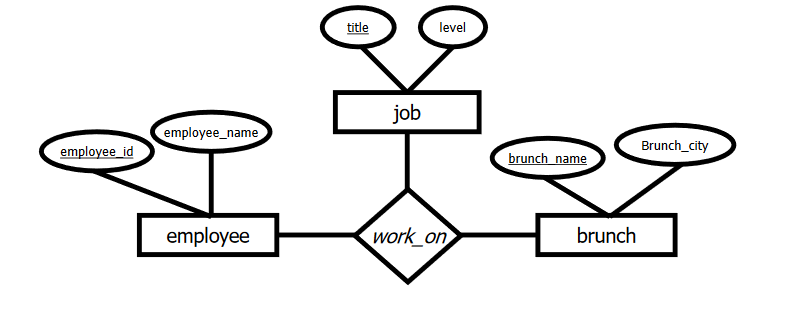 title
level
job
employee_name
employee_id
brunch_name
Brunch_city
employee
work_on
brunch